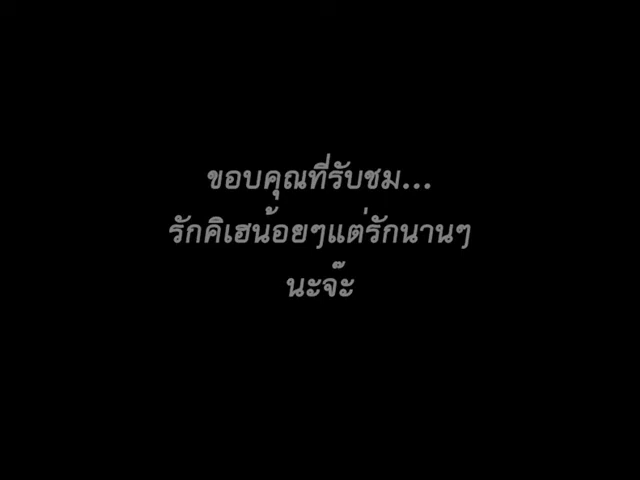 ขอบคุณที่รับชม...
รักคิเฮน้อยๆแต่รักนานๆ
นะจ๊ะ